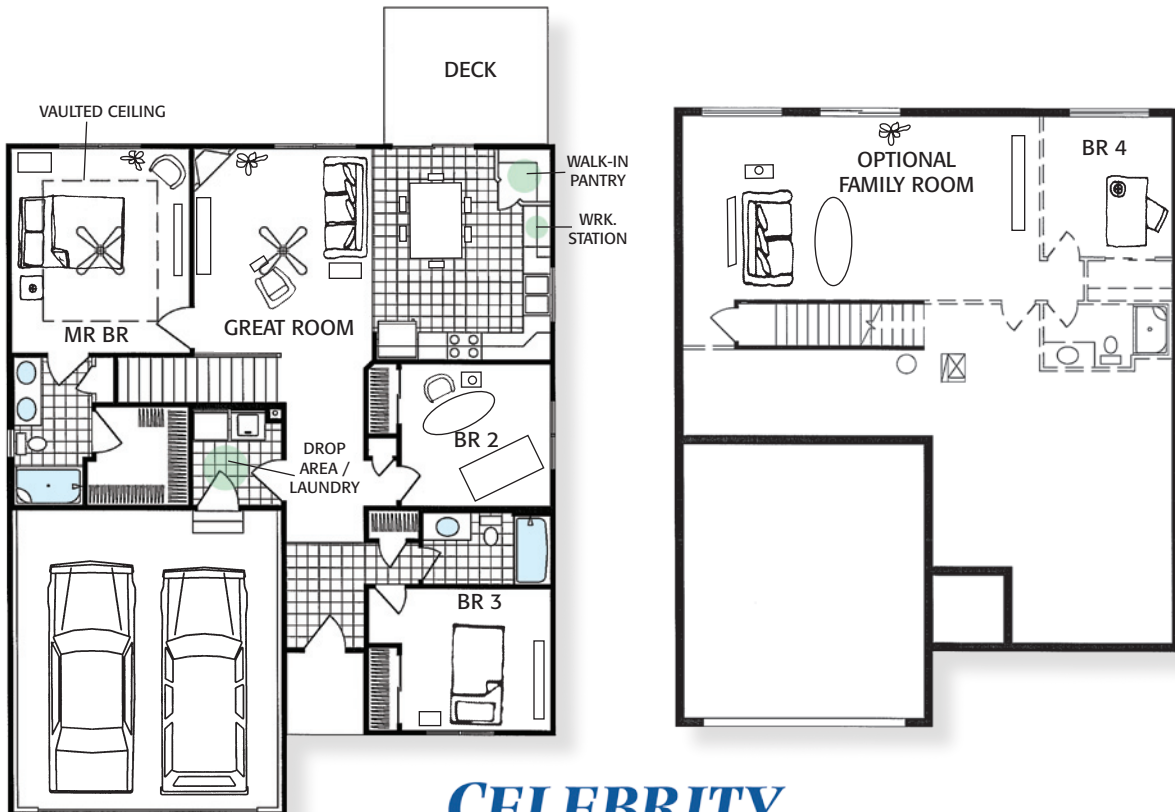 DECK
VAULTED CEILING
WALK-IN
PANTRY
WRK.
STATION
MR BR
GREAT ROOM
DROP
AREA /
LAUNDRY
BR 2
BR 3
OPTIONAL
FAMILY ROOM
BR 4
CELEBRITY